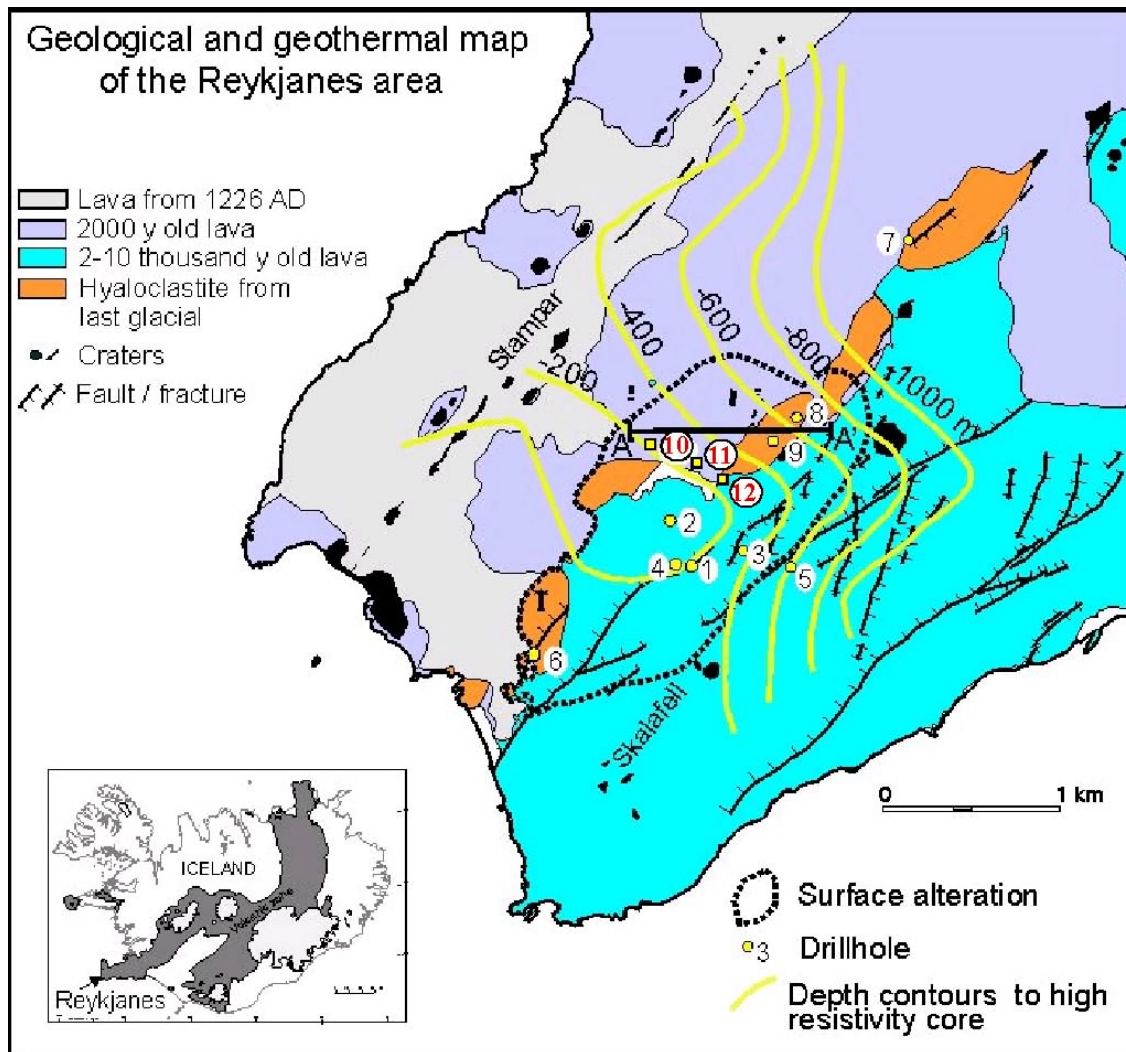 Geological and geothermal map
of the Reykjanes area
Lava from 1226 AD
2000 y old lava
2-10 thousand y old lava
Hyaloclastite from
last glacial
Craters
Fault / fracture
Stampar
-200
-400
-600
-800
-1000 m
7
8
A
A'
9
10
11
12
2
4
1
3
5
6
Skalafell
0
1 km
ICELAND
Volcanic zone
Reykjanes
Surface alteration
3 Drillhole
Depth contours to high
resistivity core